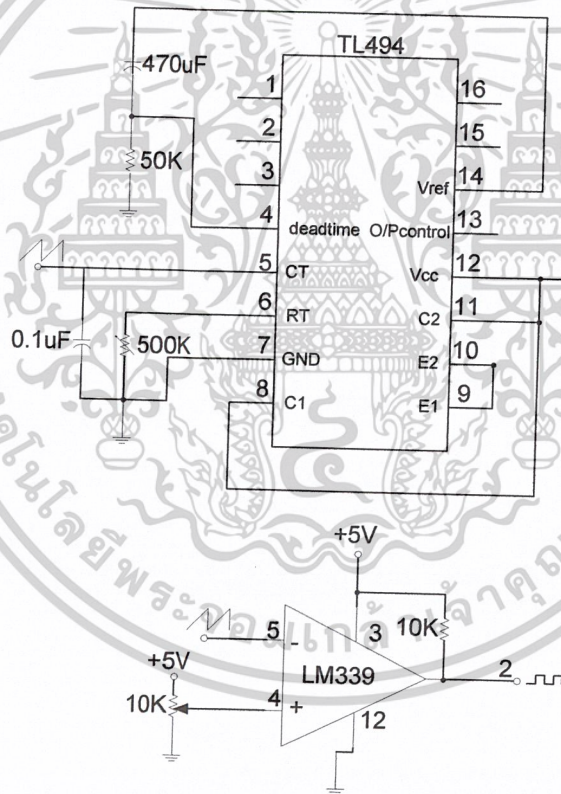 TL494
470uF
50K
1
2
3
4
5
6
7
8
16
15
14
13
12
11
10
9
Vref
deadtime O/Pcontrol
CT
Vcc
RT
C2
GND
E2
C1
E1
0.1uF
500K
+5V
5
-
3
10K
LM339
2
+5V
10K
4
+
12